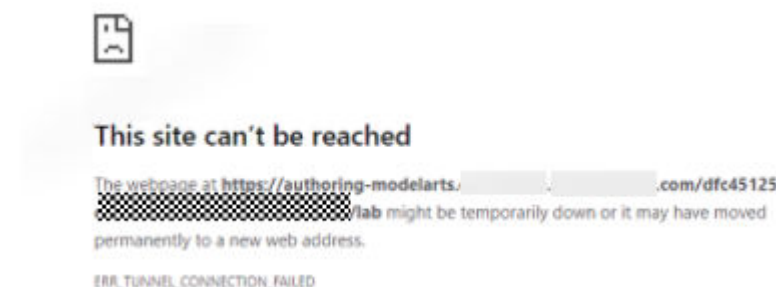 This site can't be reached
The webpage at https://authoring-modelarts. . .com/dfc45125
/lab might be temporarily down or it may have moved
permanently to a new web address.
ERR_TUNNEL_CONNECTION_FAILED